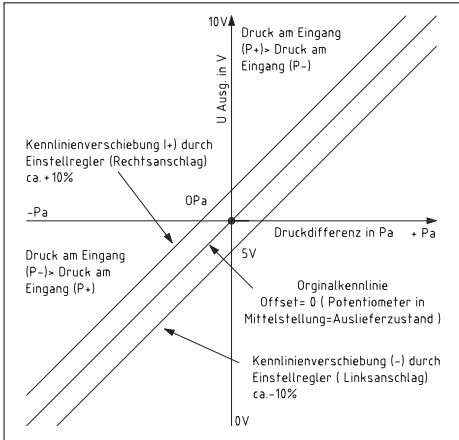 10V
U Ausg. in V
Druck am Eingang
(P+)> Druck am
Eingang (P-)
Kennlinienverschiebung I+) durch
Einstellregler (Rechtsanschlag)
ca.+10%
0Pa
-Pa
Druckdifferenz in Pa + Pa
5V
Druck am Eingang
(P-)> Druck am
Eingang (P+)
Orginalkennlinie
Offset= 0 ( Potentiometer in
Mittelstellung=Auslieferzustand )
Kennlinienverschiebung (-) durch
Einstellregler ( Linksanschlag)
ca.-10%
0V